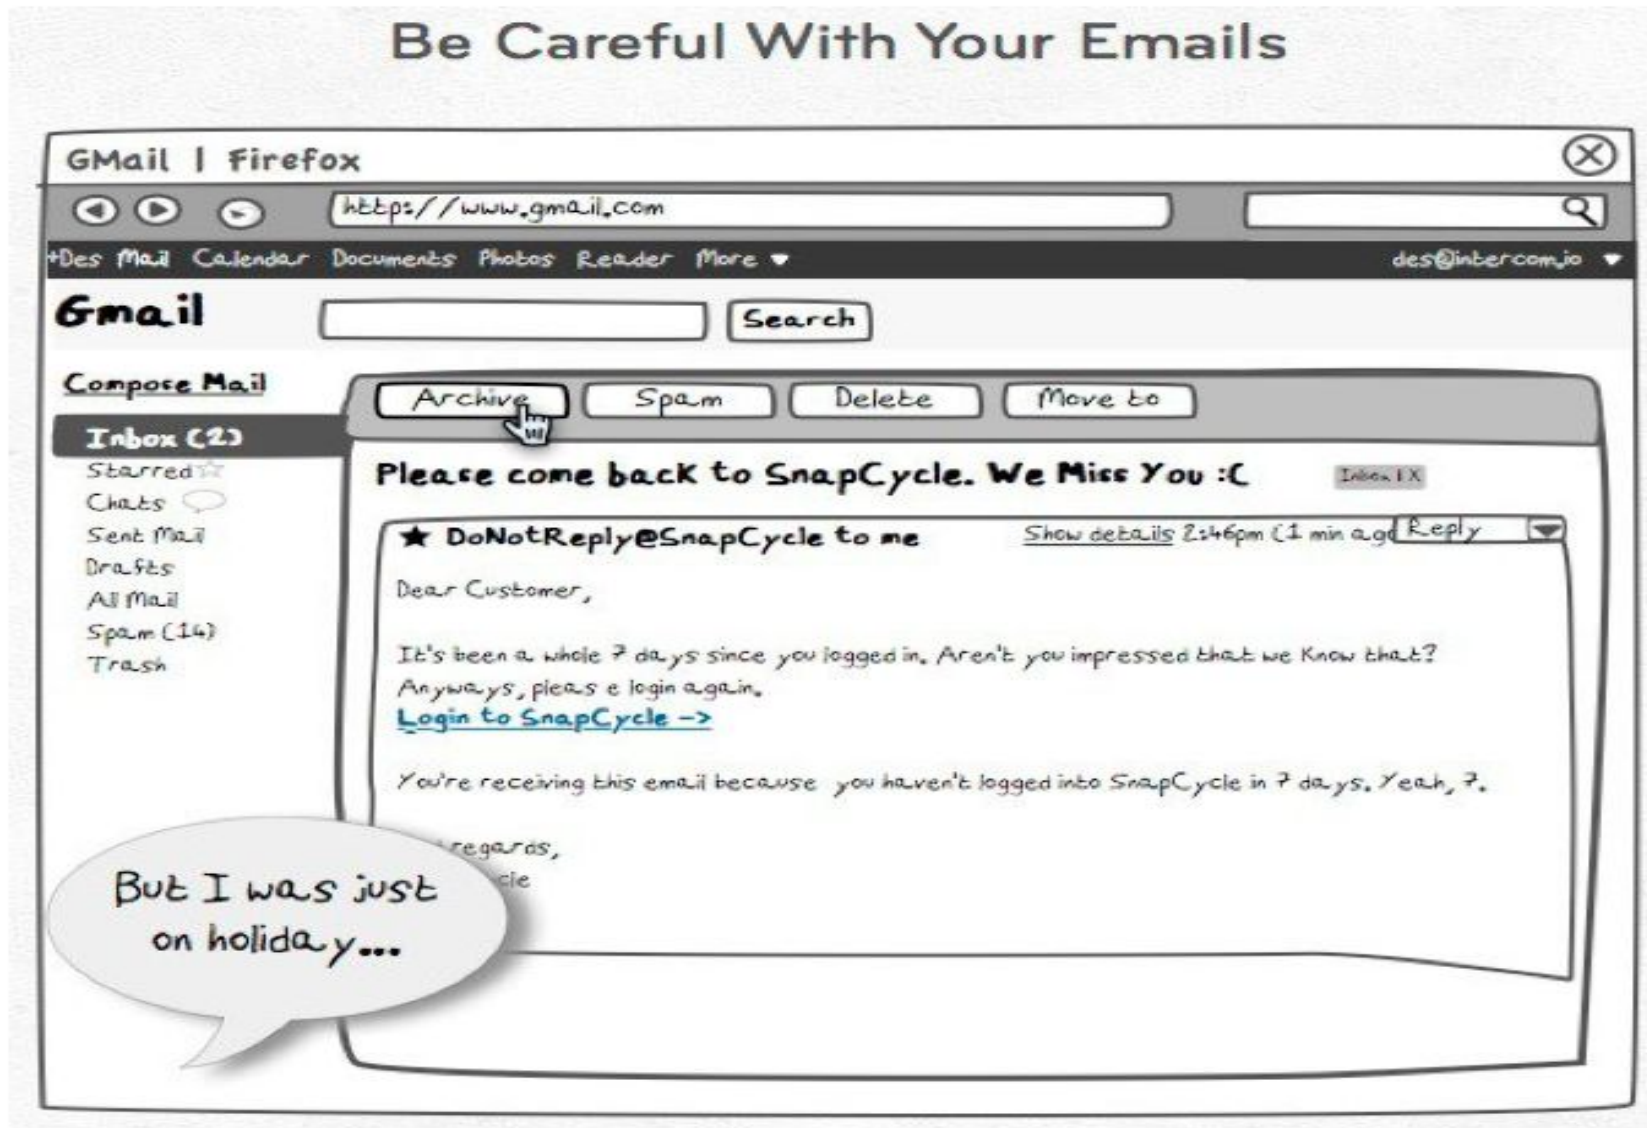 Be Careful With Your Emails
GMail | Firefox
http://www.gmail.com
+Des Mail Calendar Documents Photos Reader More
des@intercom.io
Gmail
Search
Compose Mail
Archive Spam Delete Move to
Inbox (2)
Starred
Chats
Sent Mail
Drafts
All Mail
Spam (14)
Trash
Please come back to SnapCycle. We Miss You :(
Inbox | X
★ DoNotReply@SnapCycle to me
Show details 2:46pm (1 min ago
Reply
Dear Customer,
It's been a whole 7 days since you logged in. Aren't you impressed that we know that?
Anyways, pleas e login again.
Login to SnapCycle ->
You're receiving this email because you haven't logged into SnapCycle in 7 days. Yeah, 7.
regards,
cle
But I was just
on holiday...